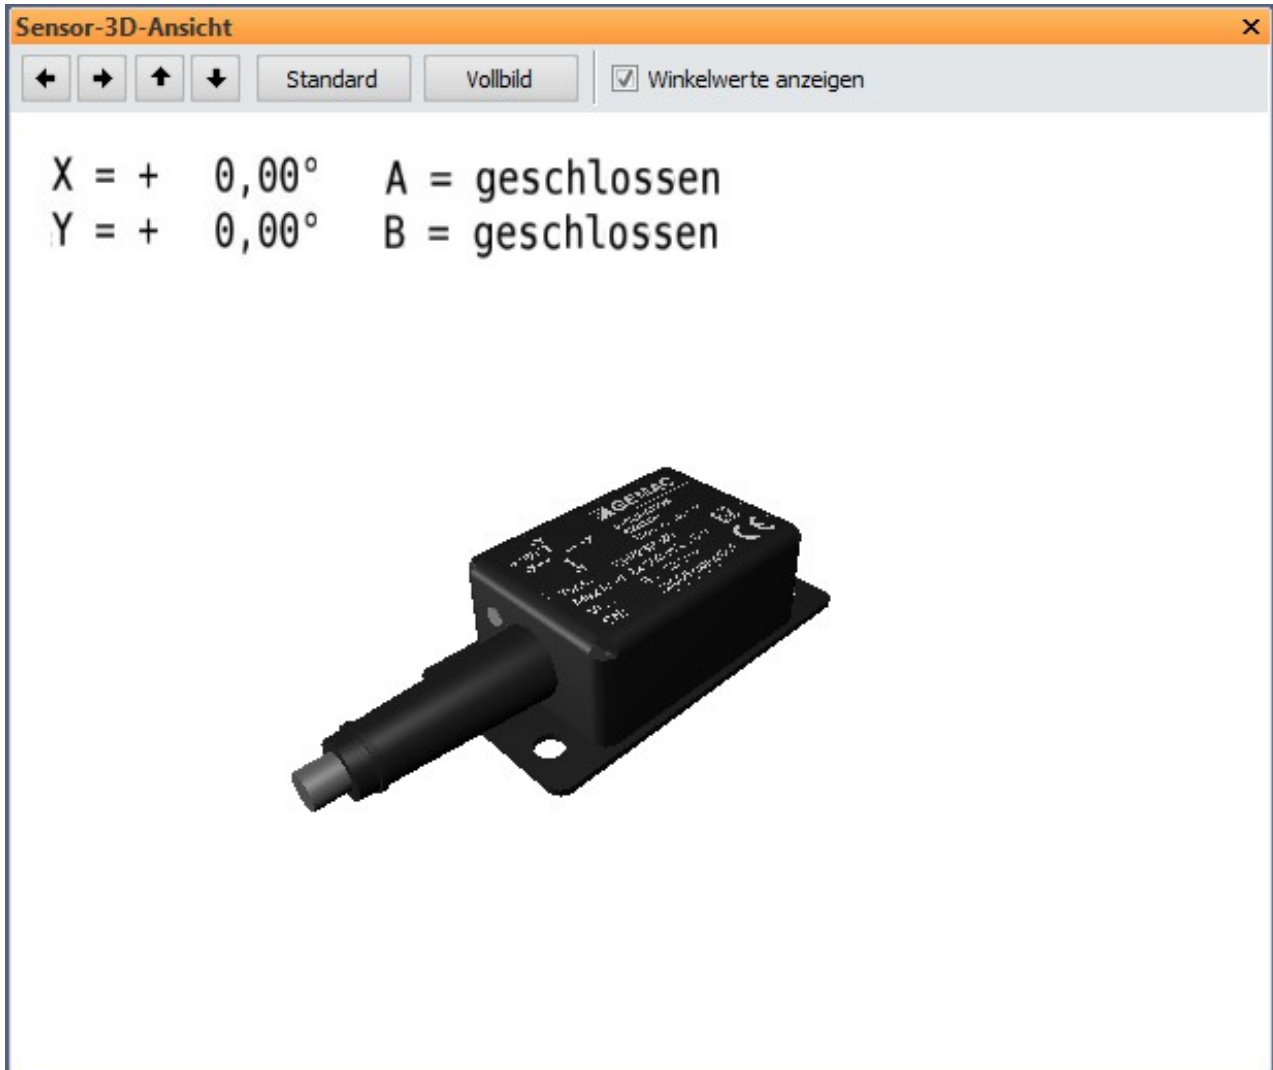 Sensor-3D-Ansicht
Standard Vollbild Winkelwerte anzeigen
X = + 0,00° A = geschlossen
Y = + 0,00° B = geschlossen
GEMAC
CE